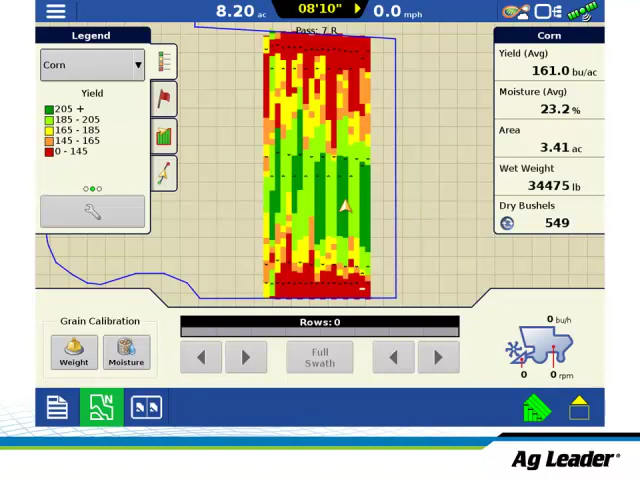 8.20 ac
08'10"
0.0 mph
Pass: 7 R
Legend
Corn
Yield
205 +
185 - 205
165 - 185
145 - 165
0 - 145
Corn
Yield (Avg)
161.0 bu/ac
Moisture (Avg)
23.2 %
Area
3.41 ac
Wet Weight
34475 lb
Dry Bushels
549
Grain Calibration
Weight
Moisture
Rows: 0
Full
Swath
0 bu/h
0
0 rpm
N
Ag Leader®